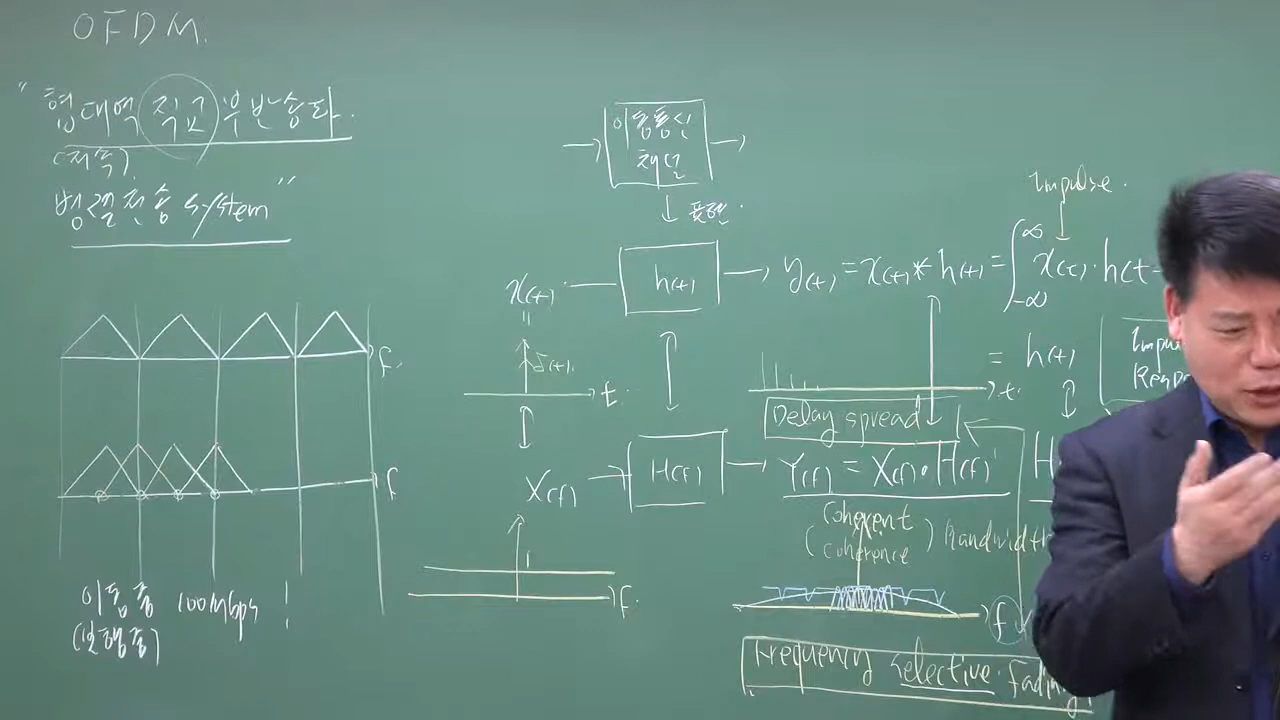 OFDM.
"협대역 직교 부반송파.
(저속)
병렬전송 system"
f.
f
이동중 100Mbps !
(보행중)
이동통신
채널
↓ 표현.
x(t) → h(t) → y(t) = x(t) * h(t) = ∫ x(τ)·h(t-
∞
-∞
Impulse.
"
δ(t).
t.
= h(t)
Impu
Respo
t.
Delay spread
X(f) → H(f) → Y(f) = X(f)·H(f)
H
Coherent
(coherence) Bandwidth
1
f.
f
Frequency selective fading